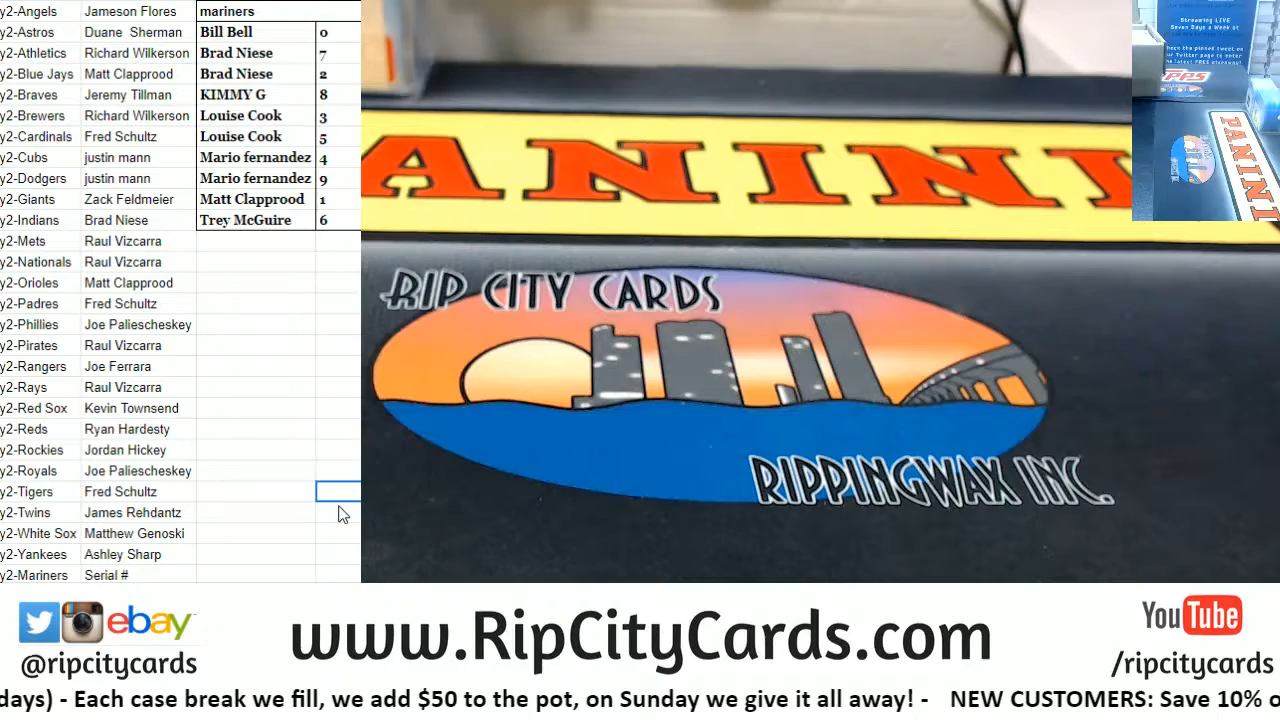 y2-Angels Jameson Flores mariners
y2-Astros Duane Sherman Bill Bell 0
y2-Athletics Richard Wilkerson Brad Niese 7
y2-Blue Jays Matt Clapprood Brad Niese 2
y2-Braves Jeremy Tillman KIMMY G 8
y2-Brewers Richard Wilkerson Louise Cook 3
y2-Cardinals Fred Schultz Louise Cook 5
y2-Cubs justin mann Mario fernandez 4
y2-Dodgers justin mann Mario fernandez 9
y2-Giants Zack Feldmeier Matt Clapprood 1
y2-Indians Brad Niese Trey McGuire 6
y2-Mets Raul Vizcarra
y2-Nationals Raul Vizcarra
y2-Orioles Matt Clapprood
y2-Padres Fred Schultz
y2-Phillies Joe Paliescheskey
y2-Pirates Raul Vizcarra
y2-Rangers Joe Ferrara
y2-Rays Raul Vizcarra
y2-Red Sox Kevin Townsend
y2-Reds Ryan Hardesty
y2-Rockies Jordan Hickey
y2-Royals Joe Paliescheskey
y2-Tigers Fred Schultz
y2-Twins James Rehdantz
y2-White Sox Matthew Genoski
y2-Yankees Ashley Sharp
y2-Mariners Serial #
ANINI
RIP CITY CARDS
RIPPINGWAX INC.
Streaming LIVE
Seven Days a Week at
PANINI
ebay
@ripcitycards
www.RipCityCards.com
YouTube
/ripcitycards
days) - Each case break we fill, we add $50 to the pot, on Sunday we give it all away! - NEW CUSTOMERS: Save 10%